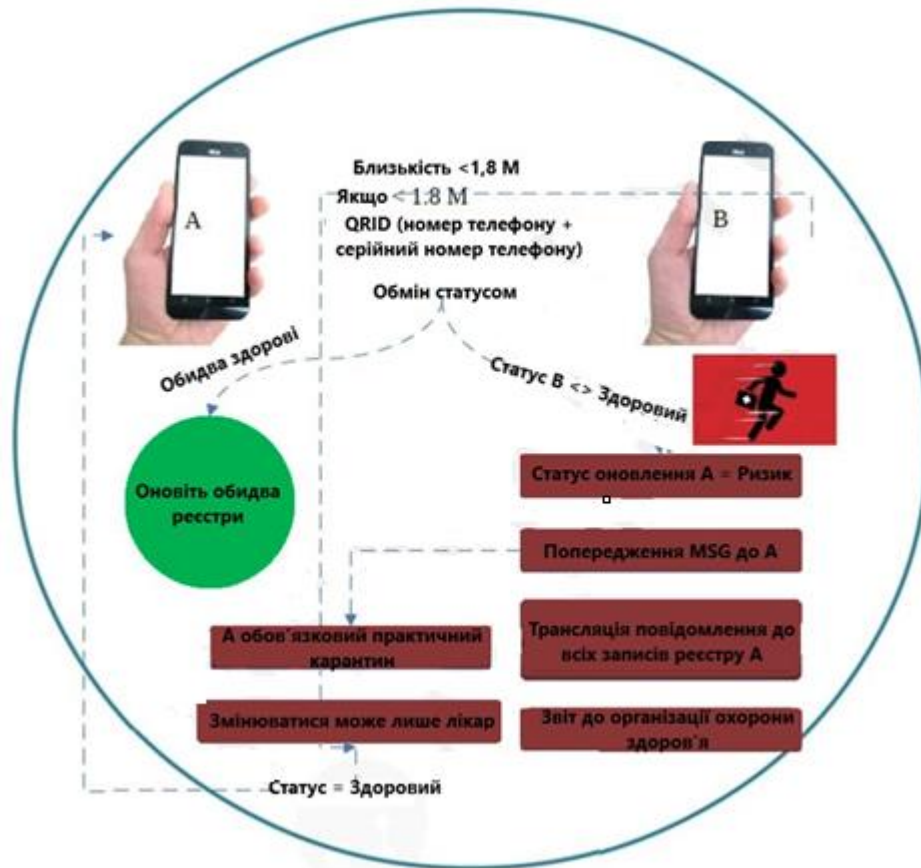 Близькість <1,8 М
Якщо < 1.8 М
QRID (номер телефону +
серійний номер телефону)
Обмін статусом
A
B
Обидва здорові
Статус В <> Здоровий
Оновіть обидва
реєстри
Статус оновлення А = Ризик
Попередження MSG до А
Трансляція повідомлення до
всіх записів реєстру А
Звіт до організації охорони
здоров'я
А обов'язковий практичний
карантин
Змінюватися може лише лікар
Статус = Здоровий